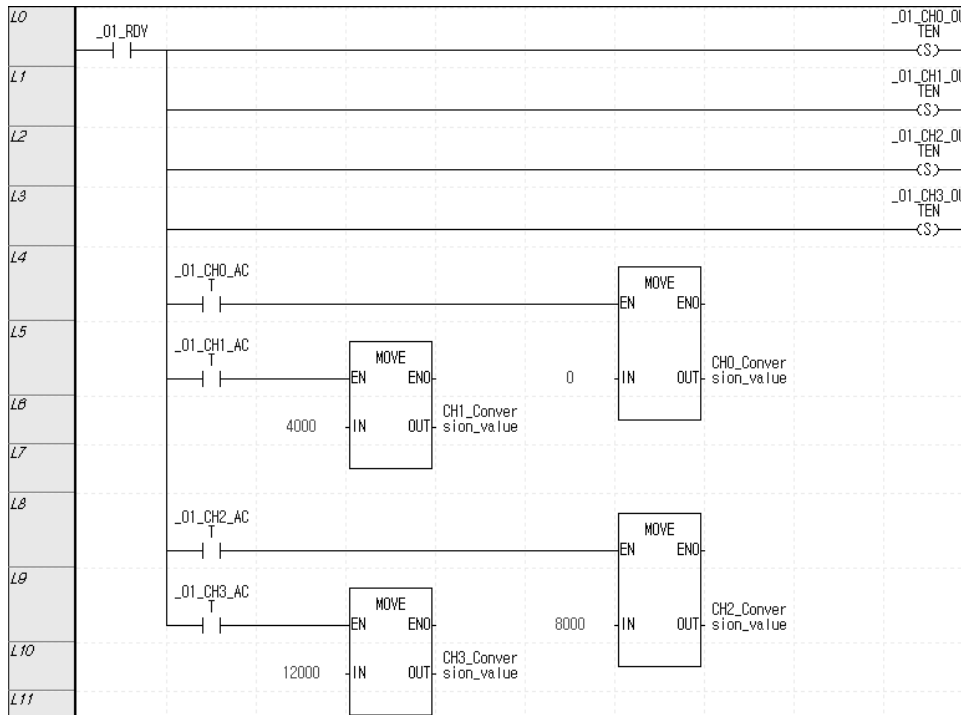 L0
_01_RDY
_01_CH0_OU
TEN
(S)
L1
_01_CH1_OU
TEN
(S)
L2
_01_CH2_OU
TEN
(S)
L3
_01_CH3_OU
TEN
(S)
L4
_01_CH0_AC
T
MOVE
EN ENO
L5
_01_CH1_AC
T
MOVE
EN ENO
0 IN OUT CH0_Conver
sion_value
L6
4000 IN OUT CH1_Conver
sion_value
L7
L8
_01_CH2_AC
T
MOVE
EN ENO
L9
_01_CH3_AC
T
MOVE
EN ENO
8000 IN OUT CH2_Conver
sion_value
L10
12000 IN OUT CH3_Conver
sion_value
L11